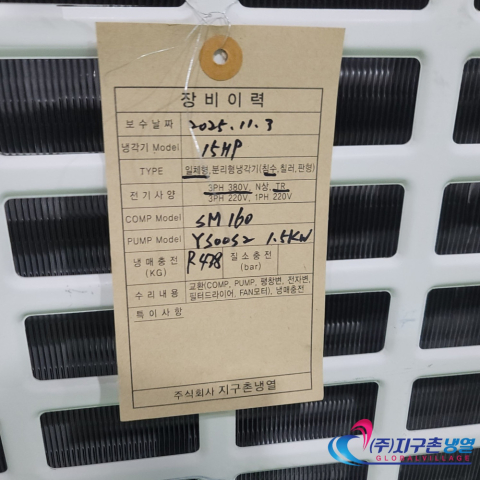 장비이력
보수날짜 2025.11.3
냉각기 Model 15HP
TYPE 일체형,분리형냉각기(침수,칠러,판형)
전기사양 3PH 380V, N상, TR
3PH 220V, 1PH 220V
COMP Model SM160
PUMP Model 1.5KW
냉매충전 (KG) 질소충전 (bar)
수리내용 교환(COMP, PUMP, 팽창변, 전자변,
필터드라이어, FAN모터), 냉매충전
특이사항
주식회사 지구촌냉열
(주)지구촌냉열